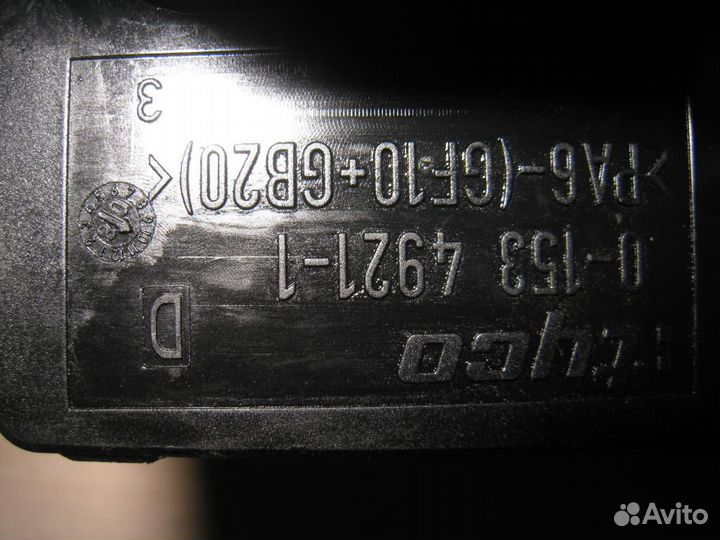 tyco
D
0-153 4921-1
>PA6-(GF10+GB20)<
3
Avito